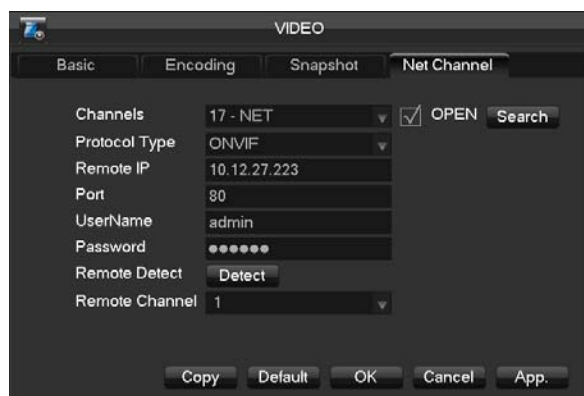 VIDEO
Basic Encoding Snapshot Net Channel
Channels 17 - NET OPEN Search
Protocol Type ONVIF
Remote IP 10.12.27.223
Port 80
UserName admin
Password ●●●●●●
Remote Detect Detect
Remote Channel 1
Copy Default OK Cancel App.